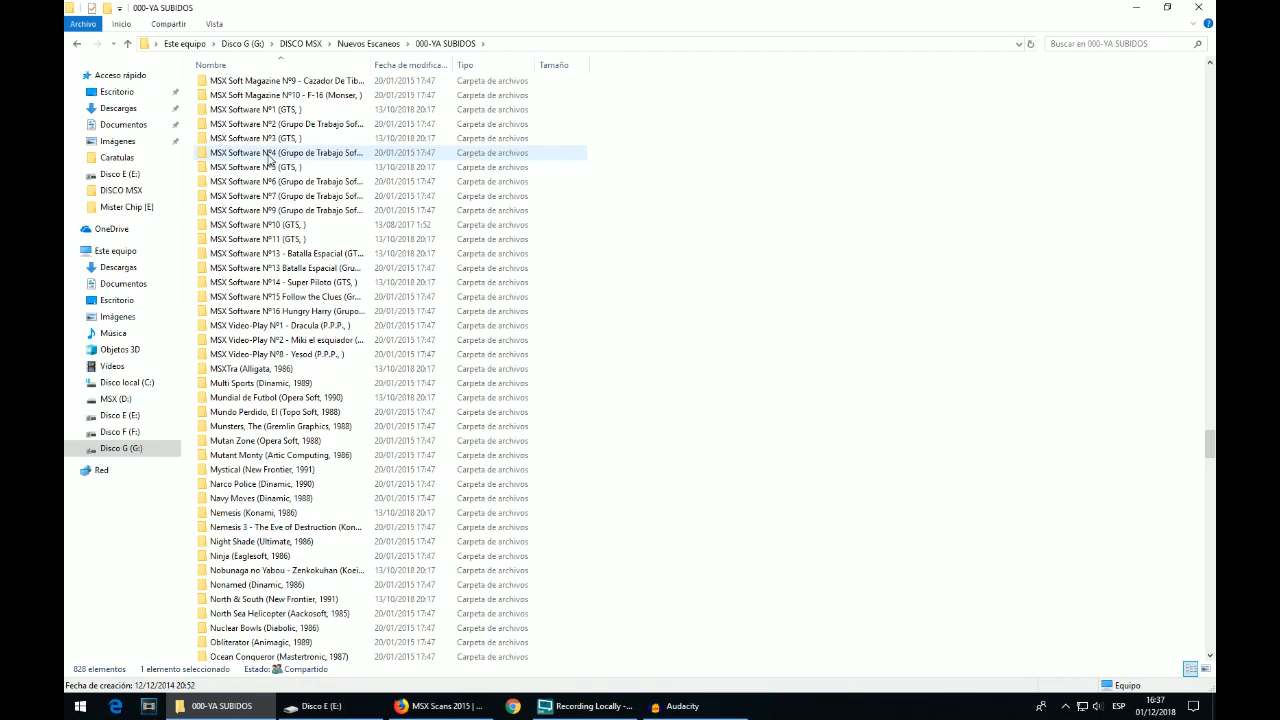 000-YA SUBIDOS
Archivo Inicio Compartir Vista
Este equipo Disco G (G:) DISCO MSX Nuevos Escaneos 000-YA SUBIDOS
Buscar en 000-YA SUBIDOS
Nombre Fecha de modifica... Tipo Tamaño
Acceso rápido
Escritorio
Descargas
Documentos
Imágenes
Caratulas
Disco E (E:)
DISCO MSX
Mister Chip [E]
OneDrive
Este equipo
Descargas
Documentos
Escritorio
Imágenes
Música
Objetos 3D
Vídeos
Disco local (C:)
MSX (D:)
Disco E (E:)
Disco F (F:)
Disco G (G:)
Red
MSX Soft Magazine Nº9 - Cazador De Tib... 20/01/2015 17:47 Carpeta de archivos
MSX Soft Magazine Nº10 - F-16 (Monser, ) 20/01/2015 17:47 Carpeta de archivos
MSX Software Nº1 (GTS, ) 13/10/2018 20:17 Carpeta de archivos
MSX Software Nº2 (Grupo De Trabajo Sof... 20/01/2015 17:47 Carpeta de archivos
MSX Software Nº3 (GTS, ) 13/10/2018 20:17 Carpeta de archivos
MSX Software Nº4 (Grupo de Trabajo Sof... 20/01/2015 17:47 Carpeta de archivos
MSX Software Nº5 (GTS, ) 13/10/2018 20:17 Carpeta de archivos
MSX Software Nº6 (Grupo de Trabajo Sof... 20/01/2015 17:47 Carpeta de archivos
MSX Software Nº7 (Grupo de Trabajo Sof... 20/01/2015 17:47 Carpeta de archivos
MSX Software Nº9 (Grupo de Trabajo Sof... 20/01/2015 17:47 Carpeta de archivos
MSX Software Nº10 (GTS, ) 13/08/2017 1:52 Carpeta de archivos
MSX Software Nº11 (GTS, ) 13/10/2018 20:17 Carpeta de archivos
MSX Software Nº13 - Batalla Espacial (GT... 13/10/2018 20:17 Carpeta de archivos
MSX Software Nº13 Batalla Espacial (Gru... 20/01/2015 17:47 Carpeta de archivos
MSX Software Nº14 - Super Piloto (GTS, ) 13/10/2018 20:17 Carpeta de archivos
MSX Software Nº15 Follow the Clues (Gr... 20/01/2015 17:47 Carpeta de archivos
MSX Software Nº16 Hungry Harry (Grupo... 20/01/2015 17:47 Carpeta de archivos
MSX Video-Play Nº1 - Dracula (P.P.P., ) 20/01/2015 17:47 Carpeta de archivos
MSX Video-Play Nº2 - Miki el esquiador (... 20/01/2015 17:47 Carpeta de archivos
MSX Video-Play Nº8 - Yesod (P.P.P., ) 20/01/2015 17:47 Carpeta de archivos
MSXTra (Alligata, 1986) 13/10/2018 20:17 Carpeta de archivos
Multi Sports (Dinamic, 1989) 20/01/2015 17:47 Carpeta de archivos
Mundial de Futbol (Opera Soft, 1990) 13/10/2018 20:17 Carpeta de archivos
Mundo Perdido, El (Topo Soft, 1988) 20/01/2015 17:47 Carpeta de archivos
Munsters, The (Gremlin Graphics, 1988) 20/01/2015 17:47 Carpeta de archivos
Mutan Zone (Opera Soft, 1988) 20/01/2015 17:47 Carpeta de archivos
Mutant Monty (Artic Computing, 1986) 20/01/2015 17:47 Carpeta de archivos
Mystical (New Frontier, 1991) 20/01/2015 17:47 Carpeta de archivos
Narco Police (Dinamic, 1990) 20/01/2015 17:47 Carpeta de archivos
Navy Moves (Dinamic, 1988) 20/01/2015 17:47 Carpeta de archivos
Nemesis (Konami, 1986) 13/10/2018 20:17 Carpeta de archivos
Nemesis 3 - The Eve of Destruction (Kon... 20/01/2015 17:47 Carpeta de archivos
Night Shade (Ultimate, 1986) 20/01/2015 17:47 Carpeta de archivos
Ninja (Eaglesoft, 1986) 20/01/2015 17:47 Carpeta de archivos
Nobunaga no Yabou - Zenkokuhan (Koei... 13/10/2018 20:17 Carpeta de archivos
Nonamed (Dinamic, 1986) 20/01/2015 17:47 Carpeta de archivos
North & South (New Frontier, 1991) 13/10/2018 20:17 Carpeta de archivos
North Sea Helicopter (Aackosoft, 1985) 20/01/2015 17:47 Carpeta de archivos
Nuclear Bowls (Diabolic, 1986) 20/01/2015 17:47 Carpeta de archivos
Obliterator (Animagic, 1989) 20/01/2015 17:47 Carpeta de archivos
Ocean Conqueror (Mastertronic, 1987) 20/01/2015 17:47 Carpeta de archivos
828 elementos 1 elemento seleccionado Estado: Compartido
Fecha de creación: 12/12/2014 20:52 Equipo
000-YA SUBIDOS Disco E (E:) MSX Scans 2015 | ... Recording Locally -... Audacity ESP 16:37
01/12/2018